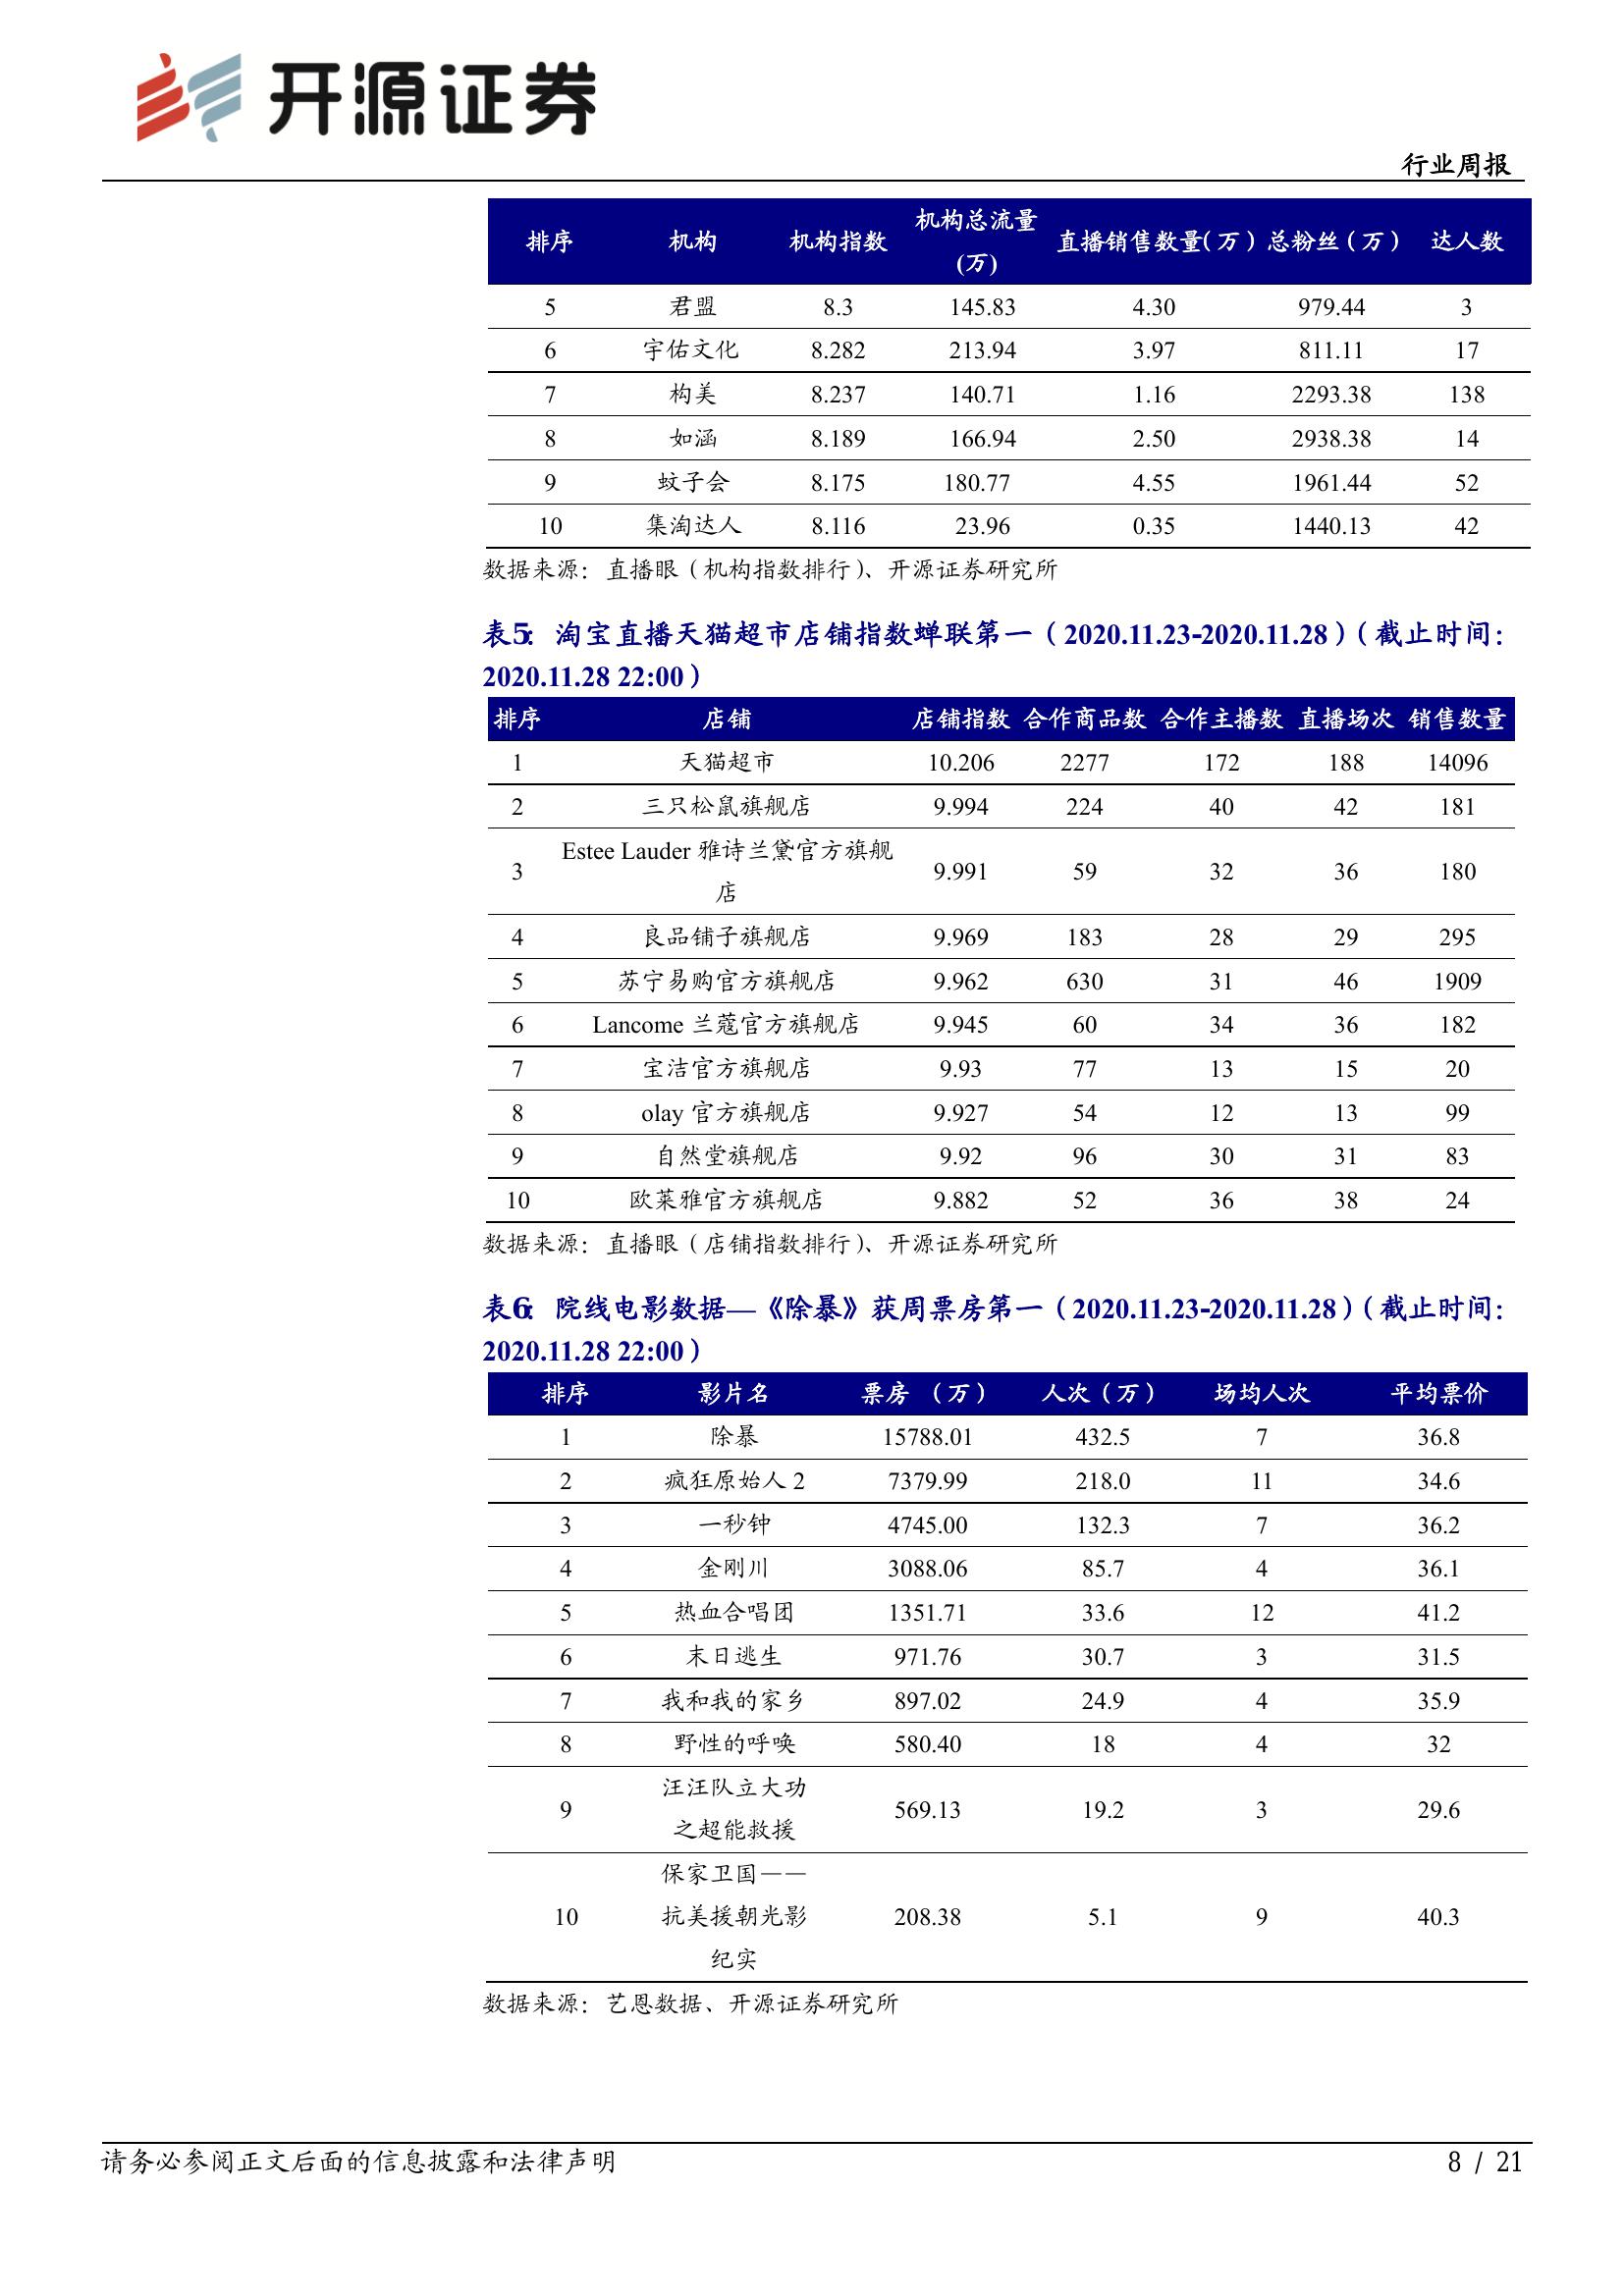 开源证券
行业周报
排序 机构 机构指数 机构总流量(万) 直播销售数量(万) 总粉丝(万) 达人数
5 君盟 8.3 145.83 4.30 979.44 3
6 宇佑文化 8.282 213.94 3.97 811.11 17
7 构美 8.237 140.71 1.16 2293.38 138
8 如涵 8.189 166.94 2.50 2938.38 14
9 蚊子会 8.175 180.77 4.55 1961.44 52
10 集淘达人 8.116 23.96 0.35 1440.13 42
数据来源：直播眼（机构指数排行）、开源证券研究所
表5：淘宝直播天猫超市店铺指数蝉联第一（2020.11.23-2020.11.28）（截止时间：
2020.11.28 22:00）
排序 店铺 店铺指数 合作商品数 合作主播数 直播场次 销售数量
1 天猫超市 10.206 2277 172 188 14096
2 三只松鼠旗舰店 9.994 224 40 42 181
3 Estee Lauder 雅诗兰黛官方旗舰店 9.991 59 32 36 180
4 良品铺子旗舰店 9.969 183 28 29 295
5 苏宁易购官方旗舰店 9.962 630 31 46 1909
6 Lancome 兰蔻官方旗舰店 9.945 60 34 36 182
7 宝洁官方旗舰店 9.93 77 13 15 20
8 olay 官方旗舰店 9.927 54 12 13 99
9 自然堂旗舰店 9.92 96 30 31 83
10 欧莱雅官方旗舰店 9.882 52 36 38 24
数据来源：直播眼（店铺指数排行）、开源证券研究所
表6：院线电影数据—《除暴》获周票房第一（2020.11.23-2020.11.28）（截止时间：
2020.11.28 22:00）
排序 影片名 票房 （万） 人次（万） 场均人次 平均票价
1 除暴 15788.01 432.5 7 36.8
2 疯狂原始人 2 7379.99 218.0 11 34.6
3 一秒钟 4745.00 132.3 7 36.2
4 金刚川 3088.06 85.7 4 36.1
5 热血合唱团 1351.71 33.6 12 41.2
6 末日逃生 971.76 30.7 3 31.5
7 我和我的家乡 897.02 24.9 4 35.9
8 野性的呼唤 580.40 18 4 32
9 汪汪队立大功之超能救援 569.13 19.2 3 29.6
10 保家卫国——抗美援朝光影纪实 208.38 5.1 9 40.3
数据来源：艺恩数据、开源证券研究所
请务必参阅正文后面的信息披露和法律声明
8 / 21